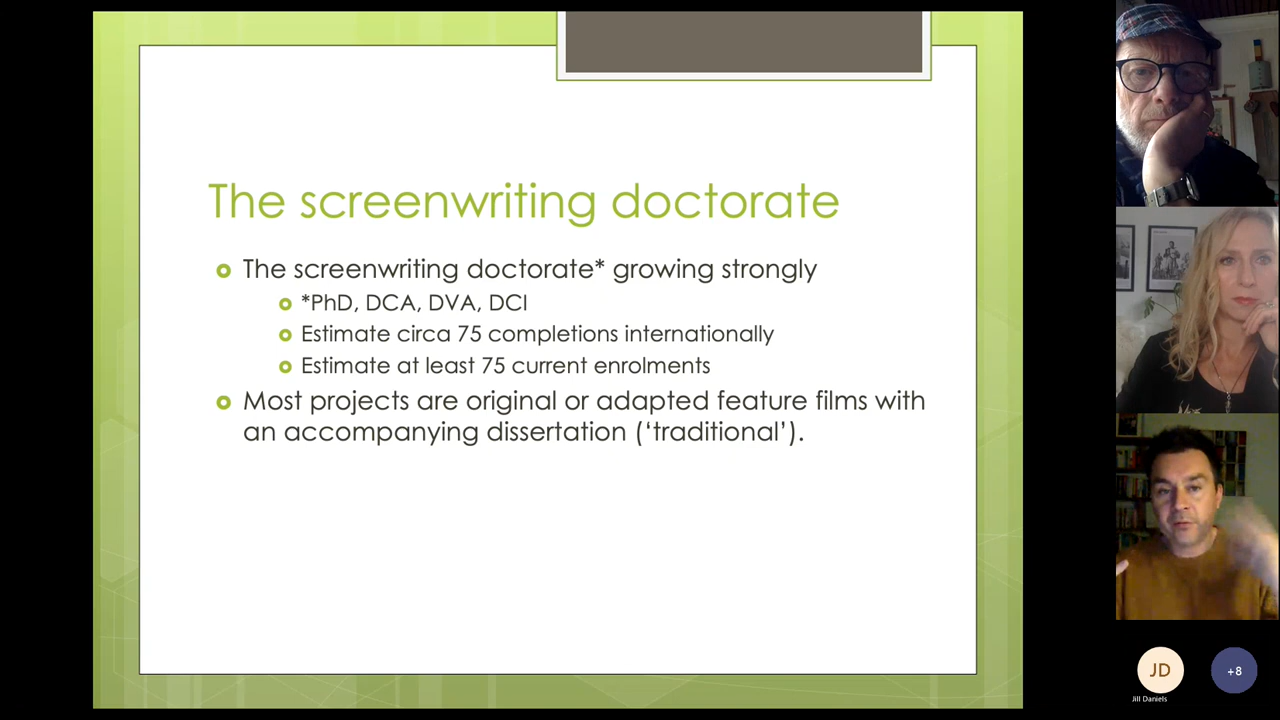 The screenwriting doctorate
The screenwriting doctorate* growing strongly
*PhD, DCA, DVA, DCI
Estimate circa 75 completions internationally
Estimate at least 75 current enrolments
Most projects are original or adapted feature films with
an accompanying dissertation (‘traditional’).
JD
+8
Jill Daniels